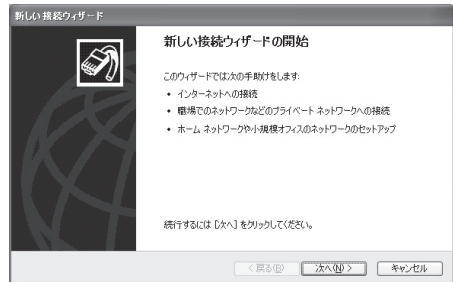 新しい接続ウィザード
新しい接続ウィザードの開始
このウィザードでは次の手助けをします:
• インターネットへの接続
• 職場でのネットワークなどのプライベート ネットワークへの接続
• ホーム ネットワークや小規模オフィスのネットワークのセットアップ
続行するには [次へ] をクリックしてください。
< 戻る(B)
次へ(N) >
キャンセル